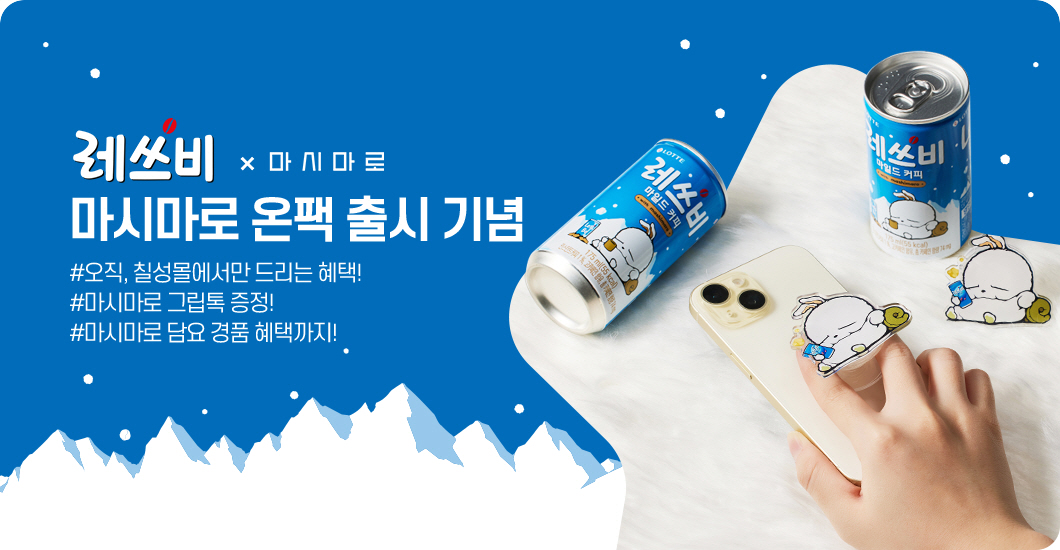 레쓰비 × 마시마로
마시마로 온팩 출시 기념
#오직, 칠성몰에서만 드리는 혜택!
#마시마로 그립톡 증정!
#마시마로 담요 경품 혜택까지!
LOTTE
레쓰비
마일드 커피
LOTTE
레쓰비
마일드 커피